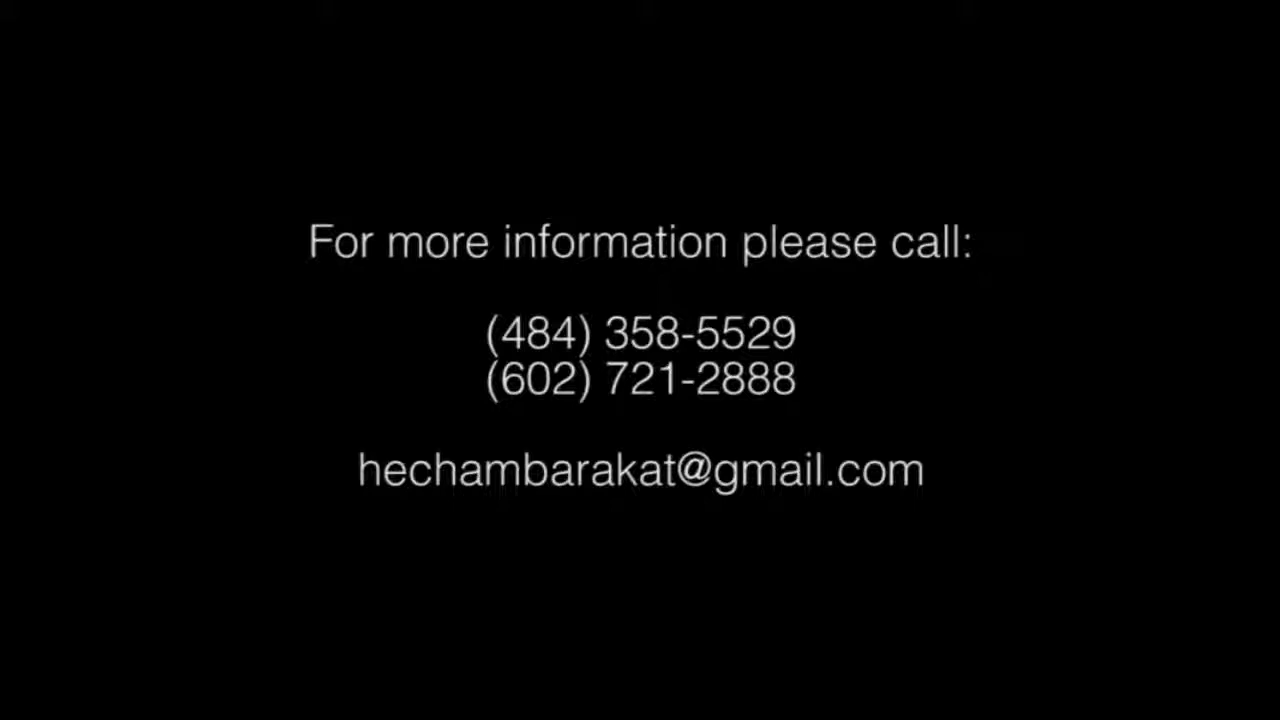 For more information please call:
(484) 358-5529
(602) 721-2888
hechambarakat@gmail.com